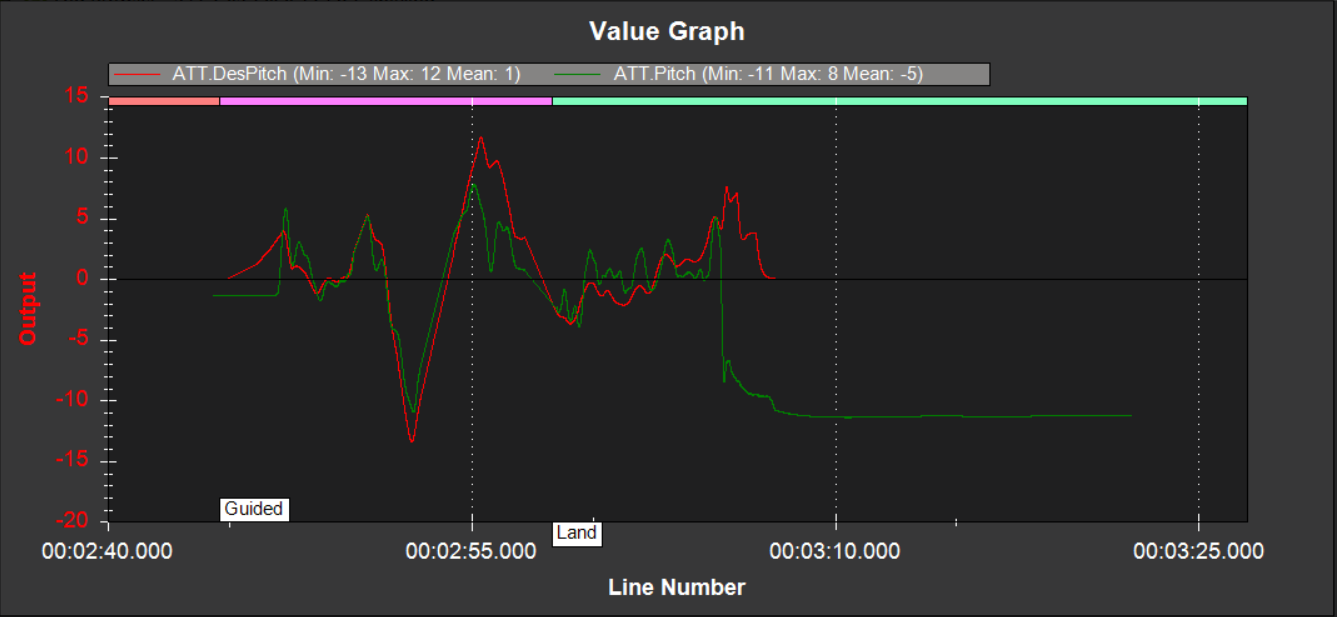 Value Graph
ATT.DesPitch (Min: -13 Max: 12 Mean: 1) ATT.Pitch (Min: -11 Max: 8 Mean: -5)
15
10
5
0
-5
-10
-15
-20
Output
Guided
Land
00:02:40.000 00:02:55.000 00:03:10.000 00:03:25.000
Line Number